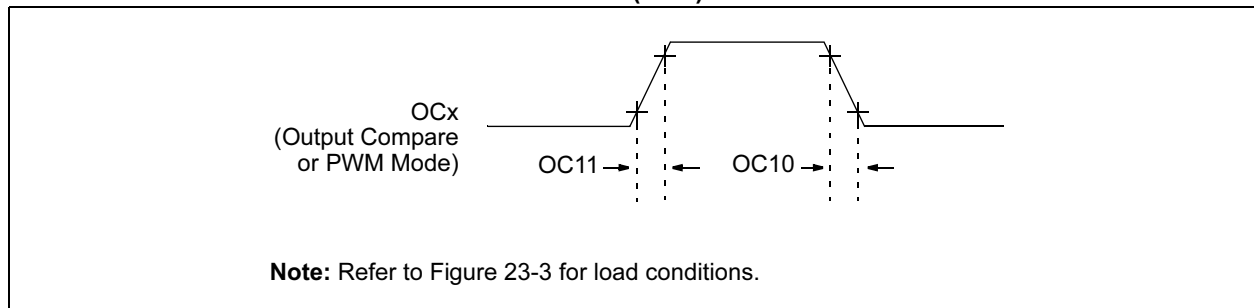 OCx
(Output Compare
or PWM Mode)
OC11
OC10
Note: Refer to Figure 23-3 for load conditions.